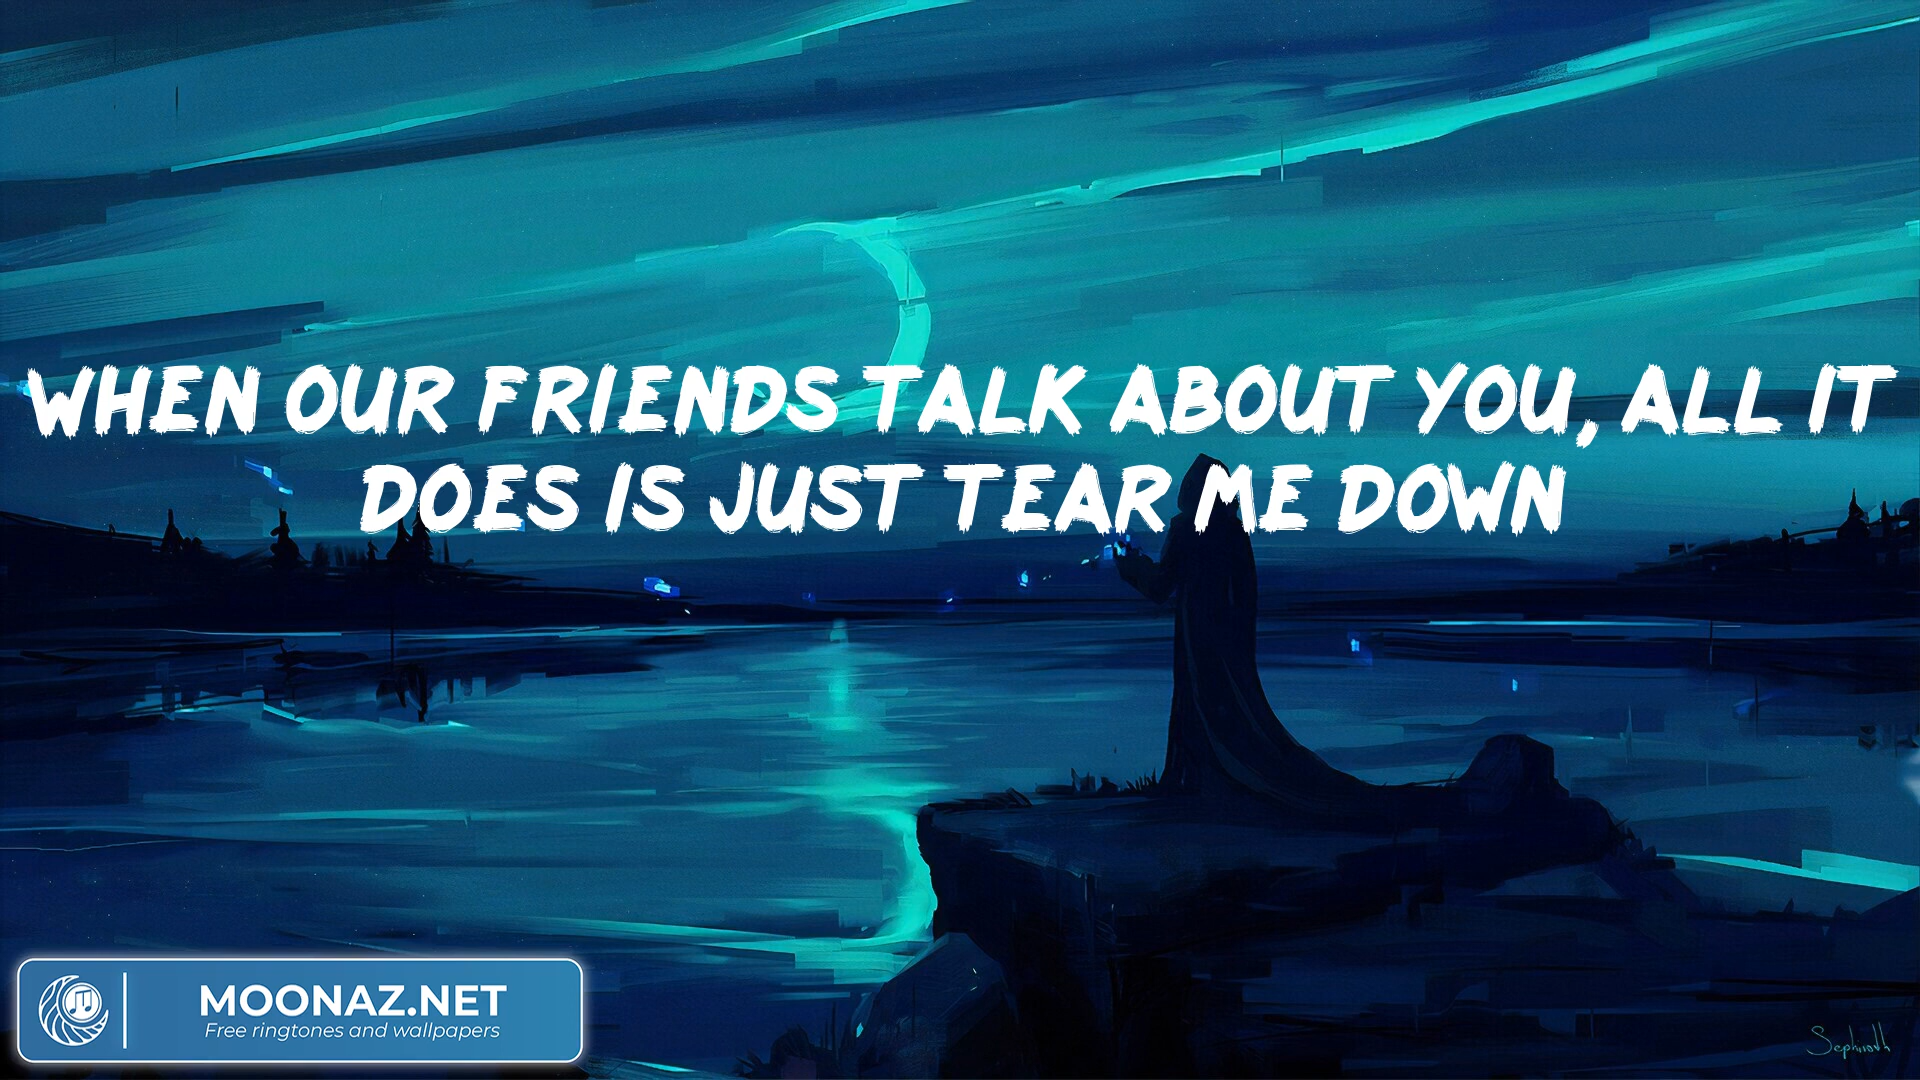 WHEN OUR FRIENDS TALK ABOUT YOU, ALL IT
DOES IS JUST TEAR ME DOWN
MOONAZ.NET
Free ringtones and wallpapers
Sephiroth